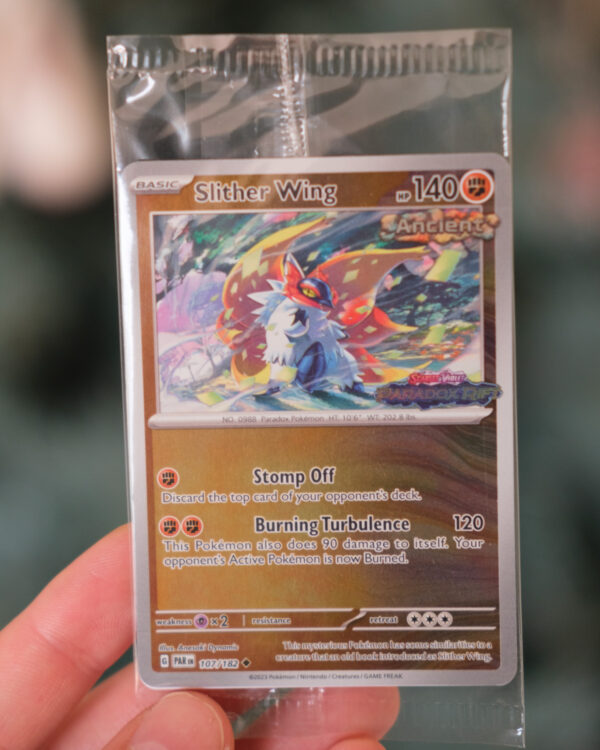 BASIC
Slither Wing
HP 140
Ancient
SCARLET & VIOLET
PARADOX RIFT
NO. 0988 Paradox Pokémon HT: 10'6" WT: 202.8 lbs.
Stomp Off
Discard the top card of your opponent's deck.
Burning Turbulence 120
This Pokémon also does 90 damage to itself. Your
opponent's Active Pokémon is now Burned.
weakness ×2 resistance retreat
Illus. Anesaki Dynamic
This mysterious Pokémon has some similarities to a
creature that an old book introduced as Slither Wing.
G PAR EN 107/182
©2023 Pokémon / Nintendo / Creatures / GAME FREAK